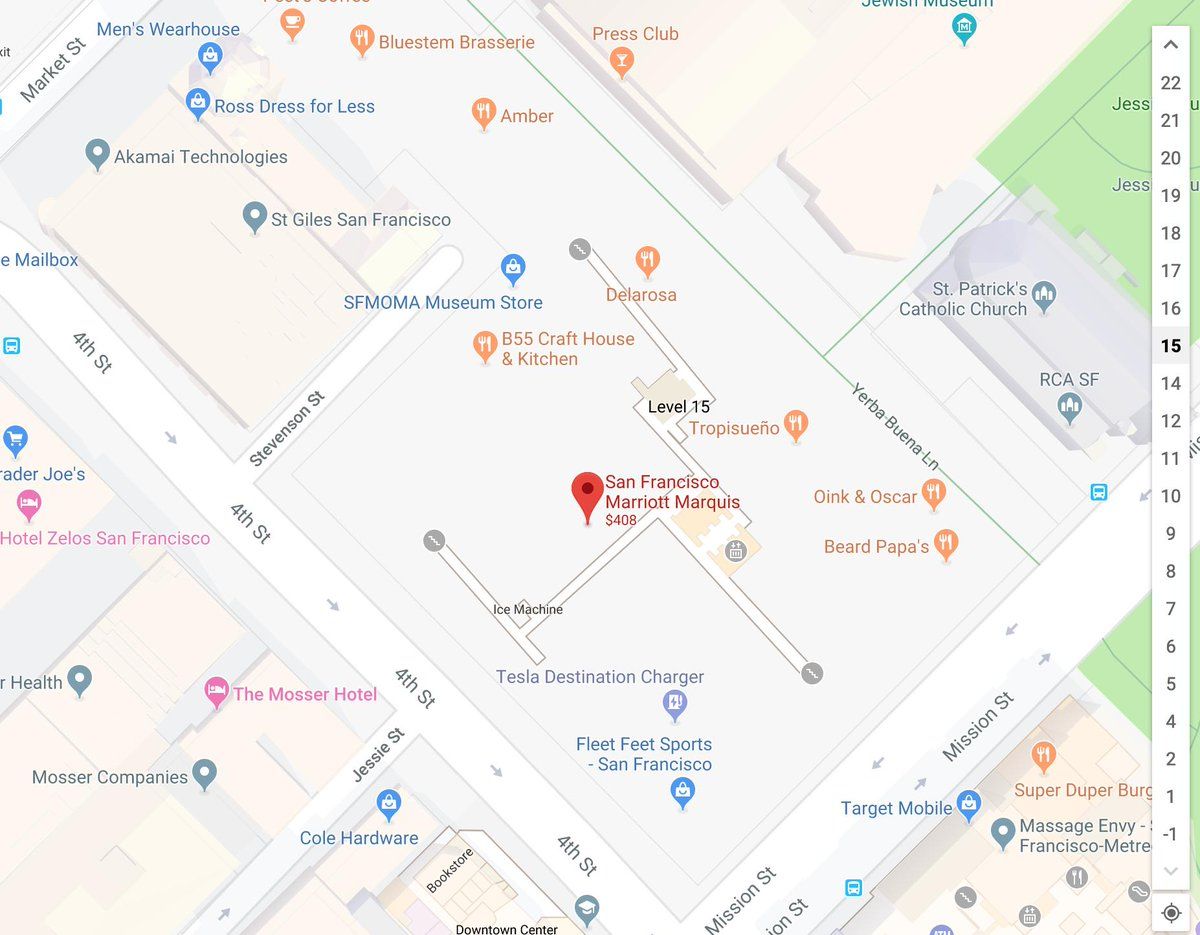 Men's Wearhouse
Bluestem Brasserie
Press Club
Jewish Museum
Market St
Ross Dress for Less
Amber
Akamai Technologies
St Giles San Francisco
e Mailbox
SFMOMA Museum Store
Delarosa
St. Patrick's
Catholic Church
B55 Craft House
& Kitchen
4th St
RCA SF
Stevenson St
Level 15
Tropisueño
Yerba Buena Ln
rader Joe's
San Francisco
Marriott Marquis
$408
Oink & Oscar
4th St
Hotel Zelos San Francisco
Beard Papa's
Ice Machine
Tesla Destination Charger
r Health
The Mosser Hotel
4th St
Mission St
Jessie St
Fleet Feet Sports
- San Francisco
Mosser Companies
Super Duper Burg
Target Mobile
Massage Envy - S
Francisco-Metre
Cole Hardware
4th St
Bookstore
Mission St
ion St
Downtown Center
Jess
Jess
22
21
20
19
18
17
16
15
14
12
11
10
9
8
7
6
5
4
2
1
-1